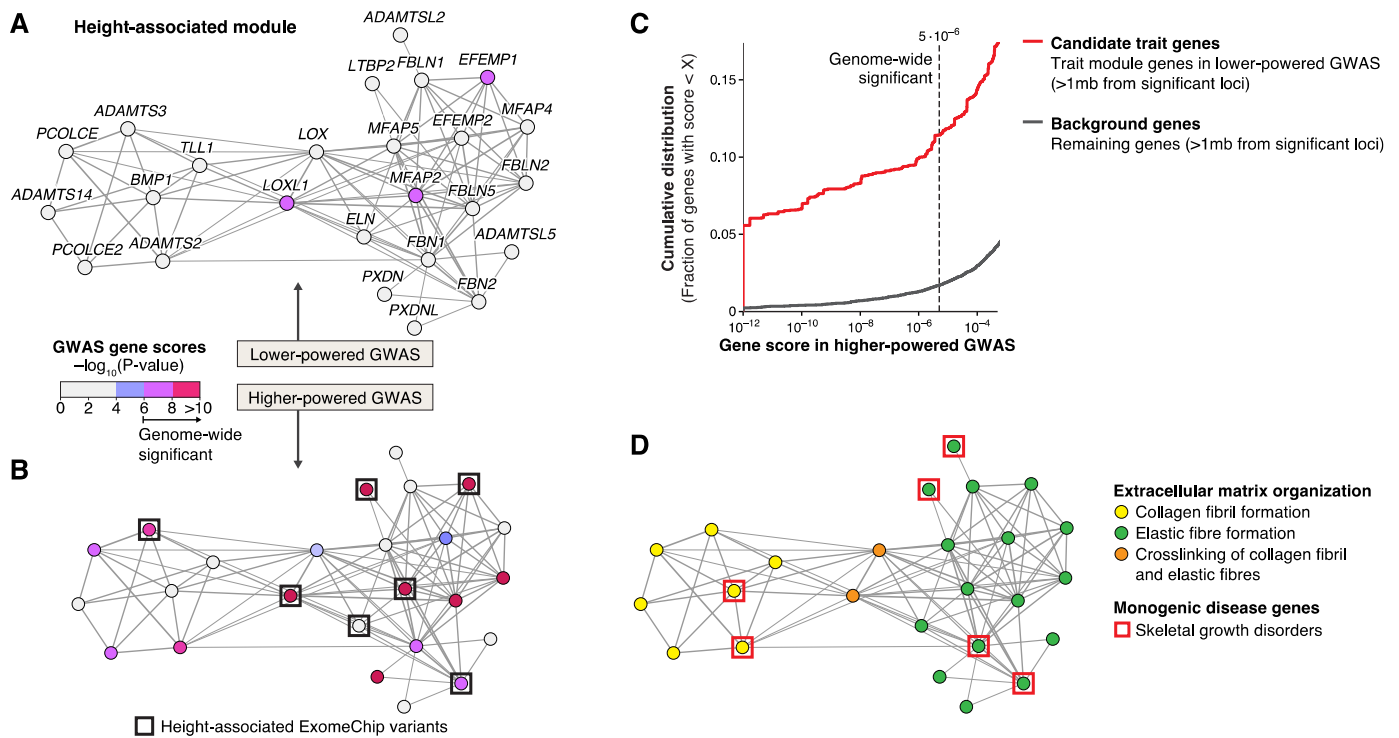 A
Height-associated module
ADAMTSL2
LTBP2
FBLN1
EFEMP1
MFAP4
ADAMTS3
PCOLCE
TLL1
LOX
MFAP5
EFEMP2
ADAMTS14
BMP1
LOXL1
MFAP2
FBLN2
FBLN5
PCOLCE2
ADAMTS2
ELN
FBN1
ADAMTSL5
PXDN
FBN2
PXDNL
GWAS gene scores
–log10(P-value)
0 2 4 6 8 >10
Genome-wide
significant
Lower-powered GWAS
Higher-powered GWAS
B
Height-associated ExomeChip variants
C
5·10⁻⁶
Genome-wide
significant
Cumulative distribution
(Fraction of genes with score < X)
0.15
0.10
0.05
0
10⁻¹² 10⁻¹⁰ 10⁻⁸ 10⁻⁶ 10⁻⁴
Gene score in higher-powered GWAS
Candidate trait genes
Trait module genes in lower-powered GWAS
(>1mb from significant loci)
Background genes
Remaining genes (>1mb from significant loci)
D
Extracellular matrix organization
Collagen fibril formation
Elastic fibre formation
Crosslinking of collagen fibril
and elastic fibres
Monogenic disease genes
Skeletal growth disorders